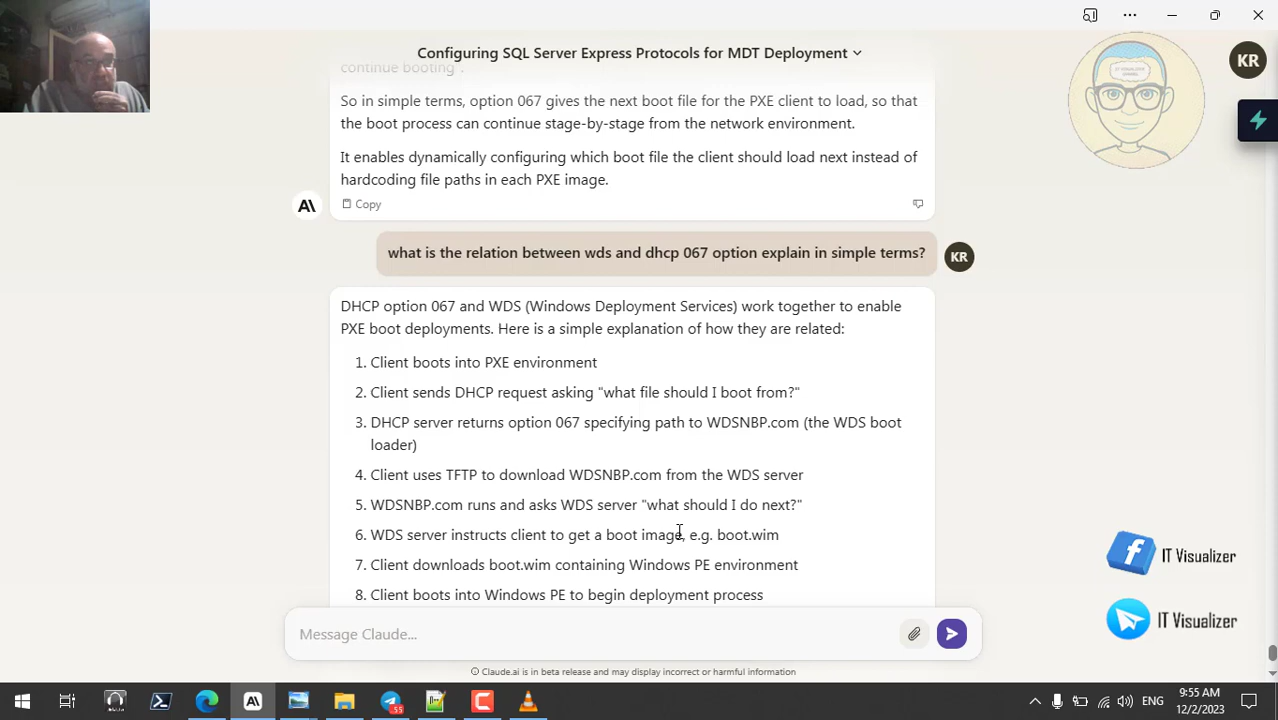 Configuring SQL Server Express Protocols for MDT Deployment
KR
continue booting".
So in simple terms, option 067 gives the next boot file for the PXE client to load, so that
the boot process can continue stage-by-stage from the network environment.
It enables dynamically configuring which boot file the client should load next instead of
hardcoding file paths in each PXE image.
Copy
what is the relation between wds and dhcp 067 option explain in simple terms?
KR
DHCP option 067 and WDS (Windows Deployment Services) work together to enable
PXE boot deployments. Here is a simple explanation of how they are related:
1. Client boots into PXE environment
2. Client sends DHCP request asking "what file should I boot from?"
3. DHCP server returns option 067 specifying path to WDSNBP.com (the WDS boot
loader)
4. Client uses TFTP to download WDSNBP.com from the WDS server
5. WDSNBP.com runs and asks WDS server "what should I do next?"
6. WDS server instructs client to get a boot image, e.g. boot.wim
7. Client downloads boot.wim containing Windows PE environment
8. Client boots into Windows PE to begin deployment process
IT Visualizer
IT Visualizer
Message Claude...
Claude.ai is in beta release and may display incorrect or harmful information
55
ENG
9:55 AM
12/2/2023